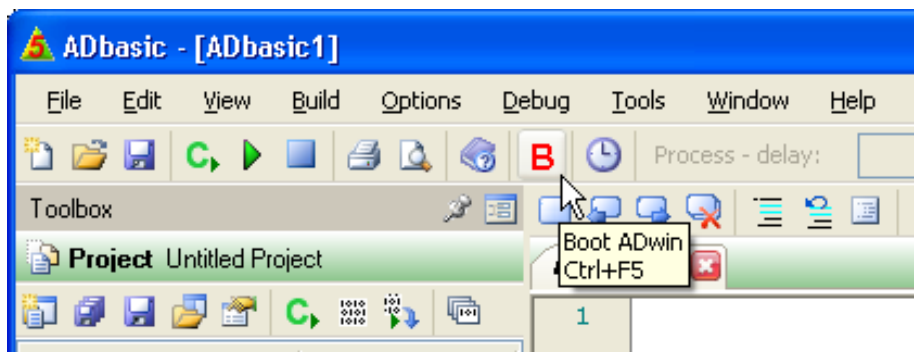 ADbasic - [ADbasic1]
File Edit View Build Options Debug Tools Window Help
C B Process - delay:
Toolbox
Boot ADwin
Ctrl+F5
Project Untitled Project
C
1